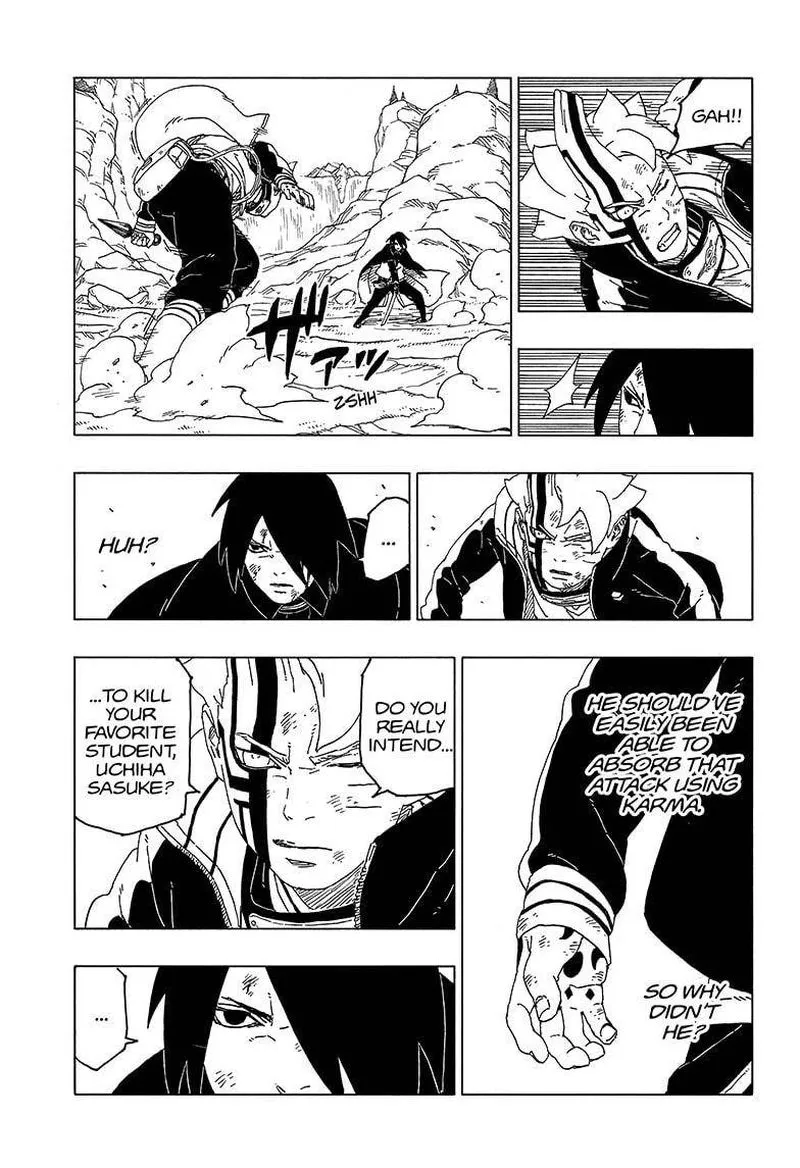 GAH!!
ザザ
アッ
ZSHH
...
HUH?
HE SHOULD'VE
EASILY BEEN
ABLE TO
ABSORB THAT
ATTACK USING
KARMA.
SO WHY
DIDN'T
HE?
DO YOU
REALLY
INTEND...
...TO KILL
YOUR
FAVORITE
STUDENT,
UCHIHA
SASUKE?
...